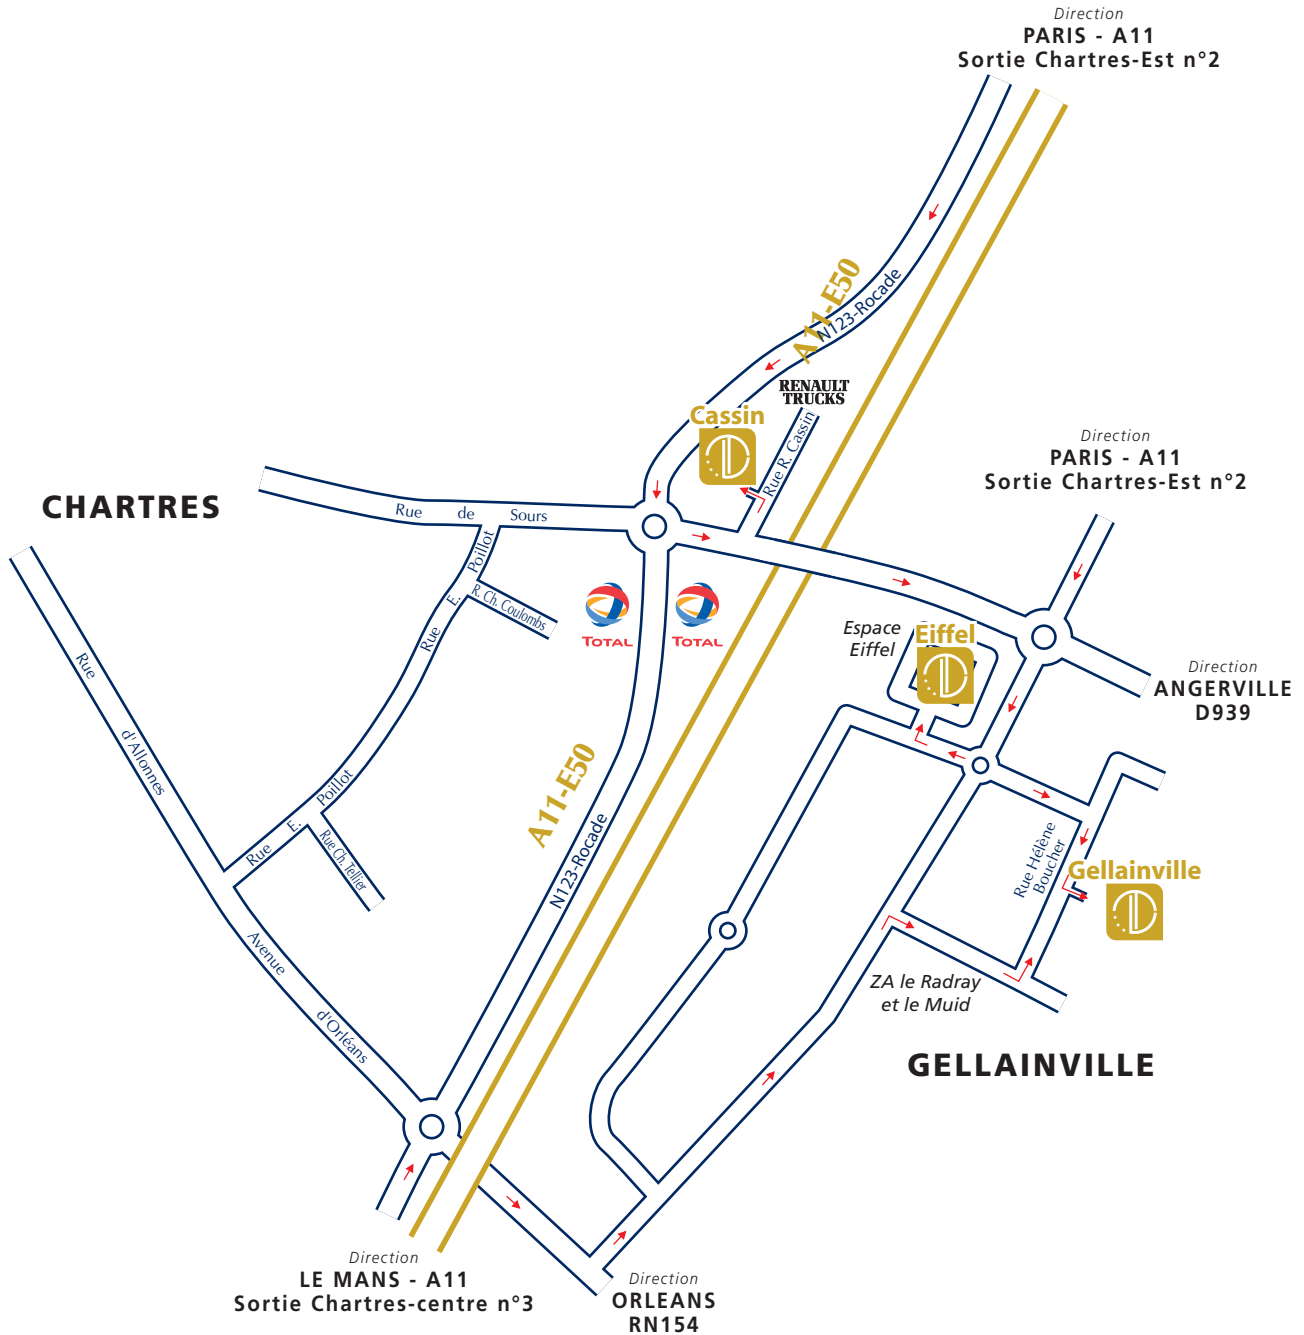 Direction
PARIS - A11
Sortie Chartres-Est n°2
A11-E50
N123-Rocade
RENAULT
TRUCKS
Cassin
Rue R. Cassin
Direction
PARIS - A11
Sortie Chartres-Est n°2
CHARTRES
Rue de Sours
Rue E. Poillot
R. Ch. Coulombs
TOTAL
TOTAL
Espace
Eiffel
Eiffel
Direction
ANGERVILLE
D939
Rue d'Allonnes
A11-E50
N123-Rocade
Rue E. Poillot
Rue Ch. Tellier
Rue Hélène
Boucher
Gellainville
Avenue d'Orléans
ZA le Radray
et le Muid
GELLAINVILLE
Direction
LE MANS - A11
Sortie Chartres-centre n°3
Direction
ORLEANS
RN154